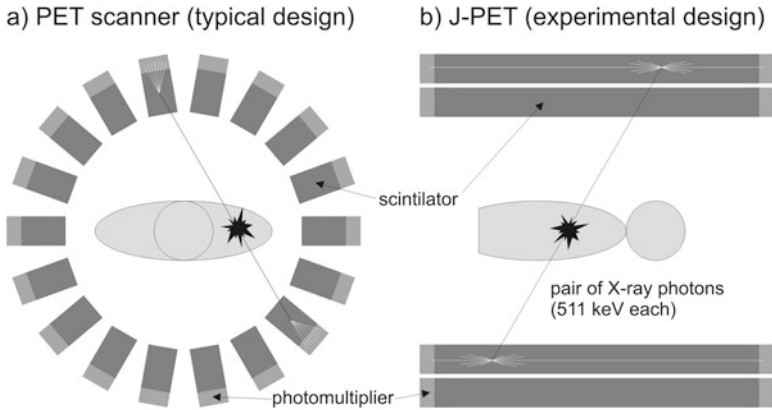 a) PET scanner (typical design)
b) J-PET (experimental design)
scintilator
pair of X-ray photons
(511 keV each)
photomultiplier